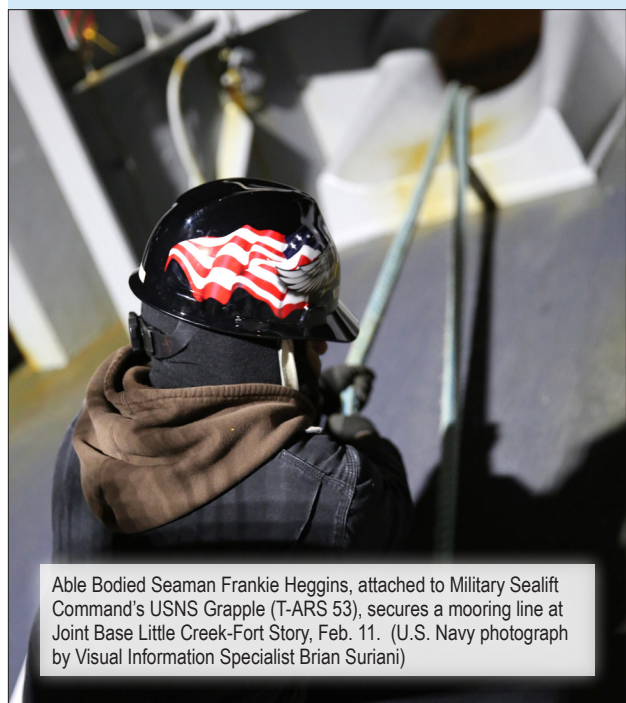 Able Bodied Seaman Frankie Heggins, attached to Military Sealift
Command's USNS Grapple (T-ARS 53), secures a mooring line at
Joint Base Little Creek-Fort Story, Feb. 11.  (U.S. Navy photograph
by Visual Information Specialist Brian Suriani)